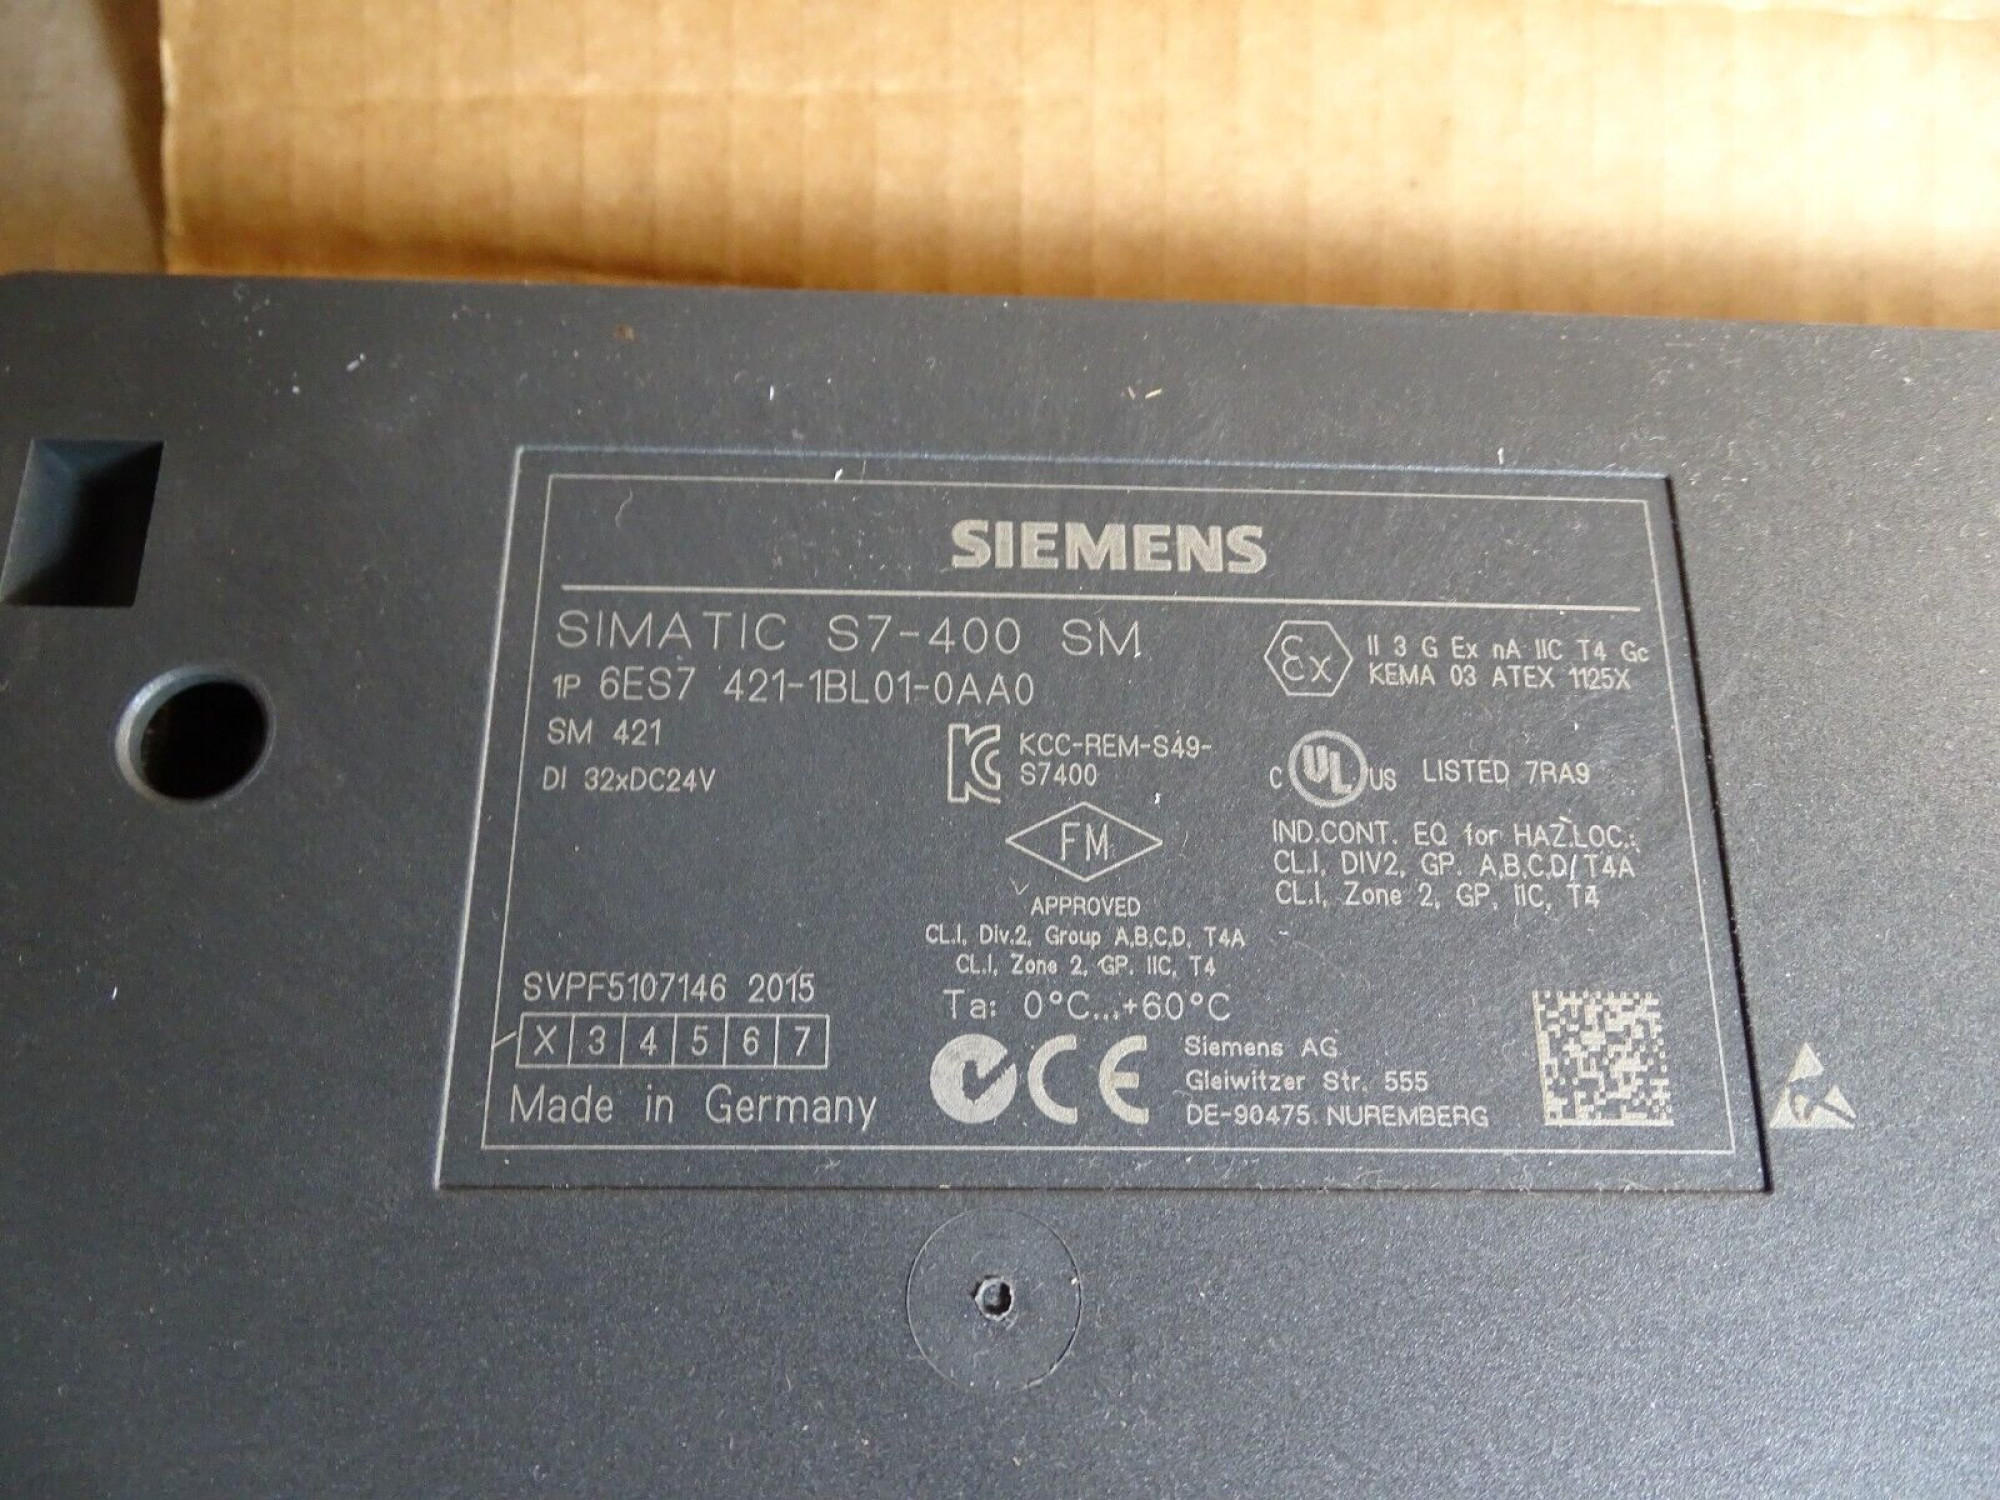 SIEMENS
SIMATIC S7-400 SM
1P 6ES7 421-1BL01-0AA0
SM 421
DI 32xDC24V
Ex II 3 G Ex nA IIC T4 Gc
KEMA 03 ATEX 1125X
KCC-REM-S49-
S7400
C UL US LISTED 7RA9
IND.CONT. EQ for HAZ.LOC.:
CL.I, DIV2, GP. A,B,C,D/T4A
CL.I, Zone 2, GP, IIC, T4
FM
APPROVED
CL.I, Div.2, Group A,B,C,D, T4A
CL.I, Zone 2, GP. IIC, T4
Ta: 0°C...+60°C
SVPF5107146 2015
X 3 4 5 6 7
Made in Germany
CE
Siemens AG
Gleiwitzer Str. 555
DE-90475 NUREMBERG